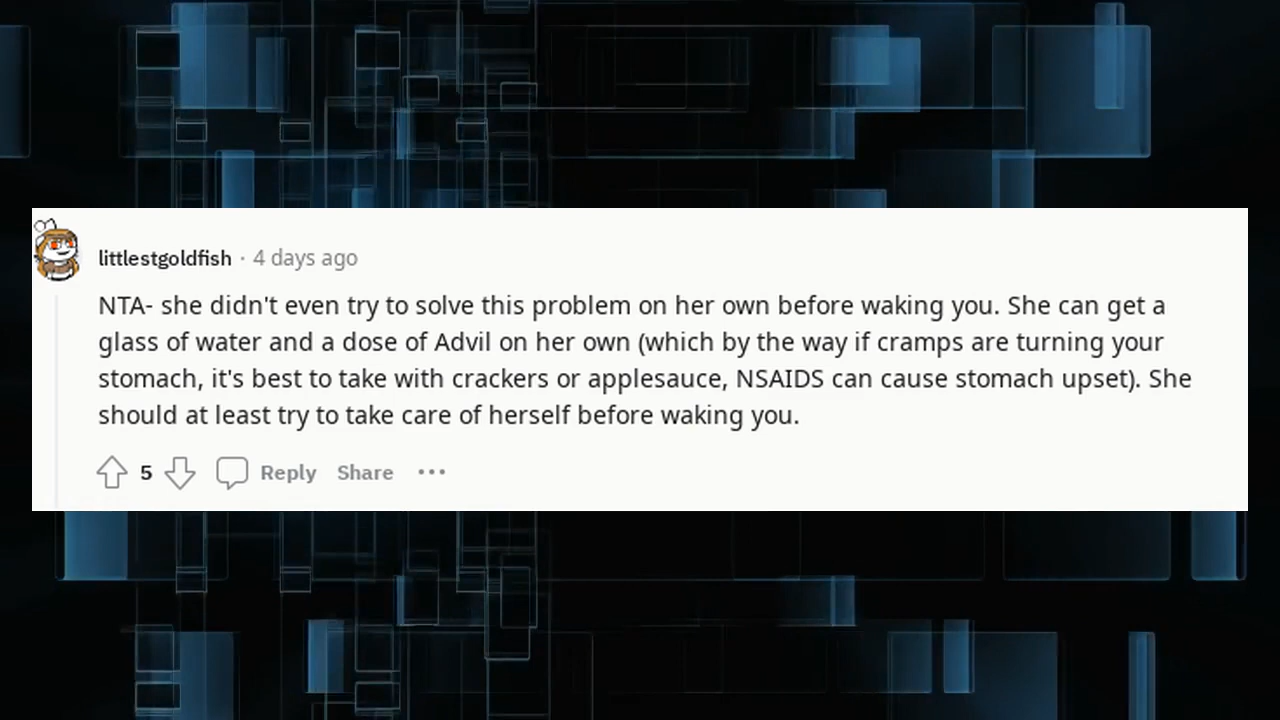 littlestgoldfish · 4 days ago
NTA- she didn't even try to solve this problem on her own before waking you. She can get a
glass of water and a dose of Advil on her own (which by the way if cramps are turning your
stomach, it's best to take with crackers or applesauce, NSAIDS can cause stomach upset). She
should at least try to take care of herself before waking you.
5 Reply Share •••